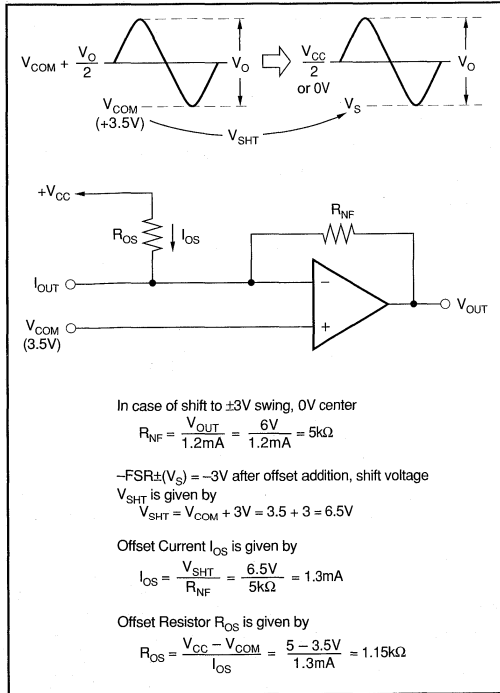 V_COM + V_O/2
V_O
V_CC/2
or 0V
V_O
V_COM
(+3.5V)
V_SHT
V_S
+V_CC
R_OS
I_OS
R_NF
I_OUT
−
V_OUT
V_COM
(3.5V)
+
In case of shift to ±3V swing, 0V center
R_NF = V_OUT/1.2mA = 6V/1.2mA = 5kΩ
–FSR±(V_S) = –3V after offset addition, shift voltage
V_SHT is given by
V_SHT = V_COM + 3V = 3.5 + 3 = 6.5V
Offset Current I_OS is given by
I_OS = V_SHT/R_NF = 6.5V/5kΩ = 1.3mA
Offset Resistor R_OS is given by
R_OS = V_CC − V_COM/I_OS = 5 − 3.5V/1.3mA = 1.15kΩ